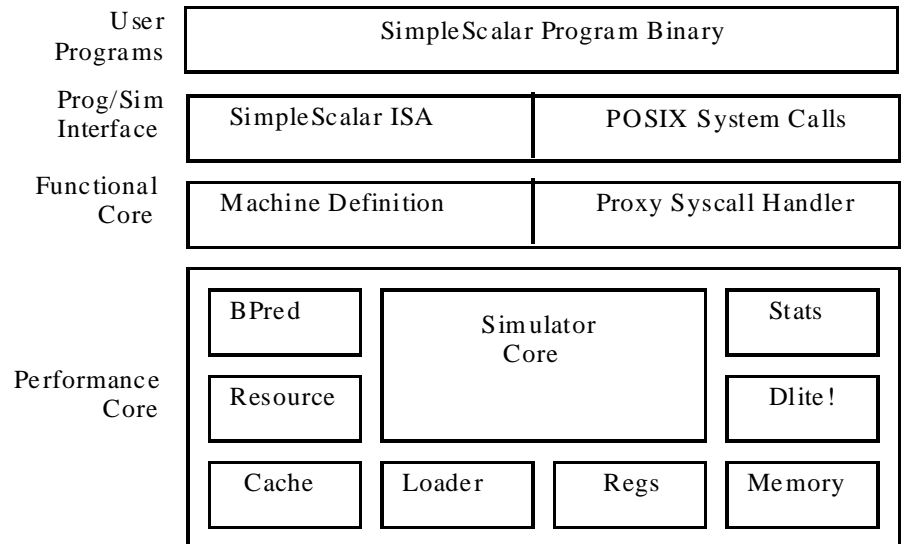 User
Programs
SimpleScalar Program Binary
Prog/Sim
Interface
SimpleScalar ISA
POSIX System Calls
Functional
Core
Machine Definition
Proxy Syscall Handler
Performance
Core
BPred
Simulator
Core
Stats
Resource
Dlite!
Cache
Loader
Regs
Memory